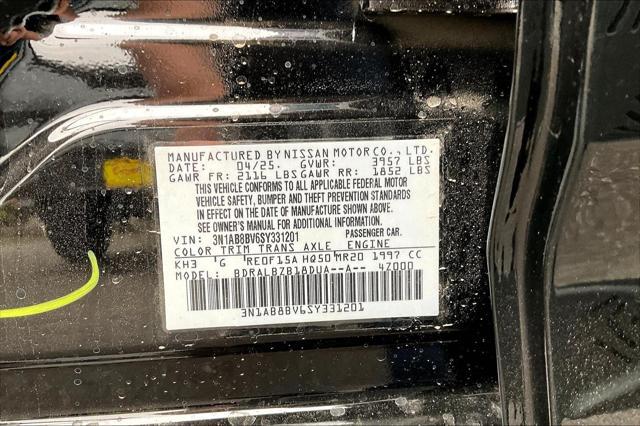 MANUFACTURED BY NISSAN MOTOR CO., LTD.
DATE: 04/25. GVWR: 3957 LBS
GAWR FR: 2116 LBS GAWR RR: 1852 LBS
THIS VEHICLE CONFORMS TO ALL APPLICABLE FEDERAL MOTOR
VEHICLE SAFETY, BUMPER AND THEFT PREVENTION STANDARDS
IN EFFECT ON THE DATE OF MANUFACTURE SHOWN ABOVE.
SEE OWNER'S MANUAL FOR ADDITIONAL INFORMATION.
VIN: 3N1AB8BV6SY331201 PASSENGER CAR.
COLOR TRIM TRANS AXLE ENGINE
KH3 G RE0F15A HQ50 MR20 1997 CC
MODEL: BDRALBZB18DUA--A-- 4Z000
3N1AB8BV6SY331201